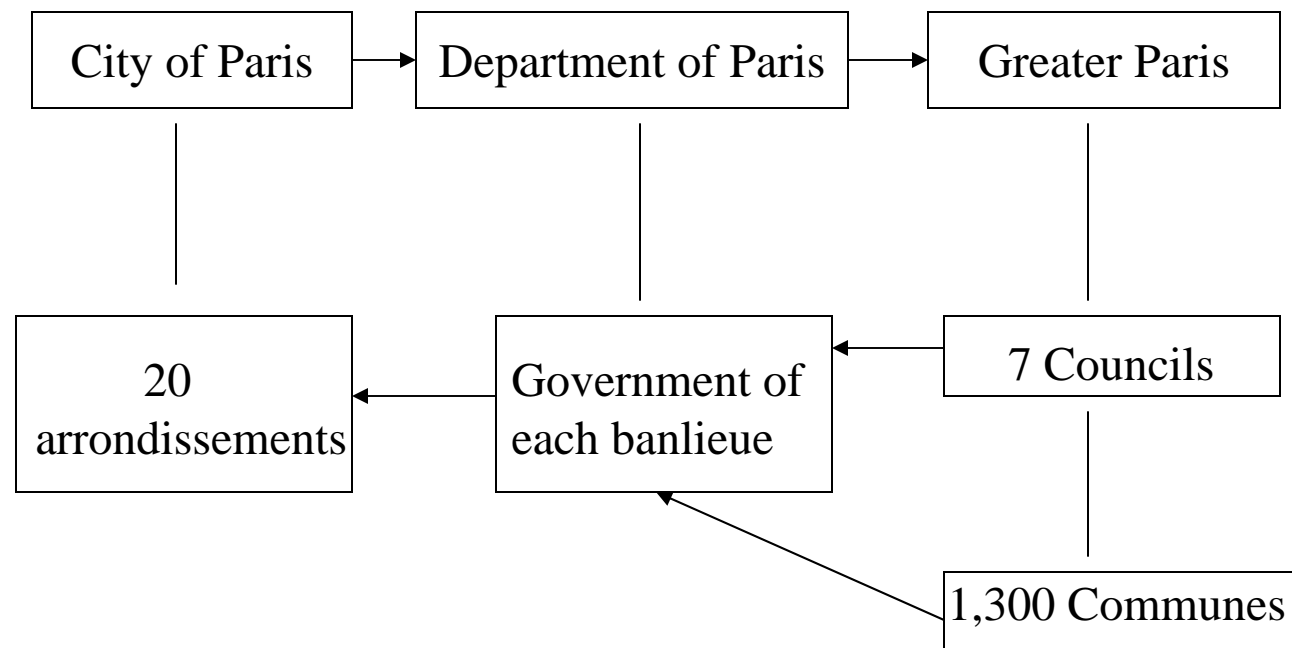 City of Paris
Department of Paris
Greater Paris
20
arrondissements
Government of
each banlieue
7 Councils
1,300 Communes